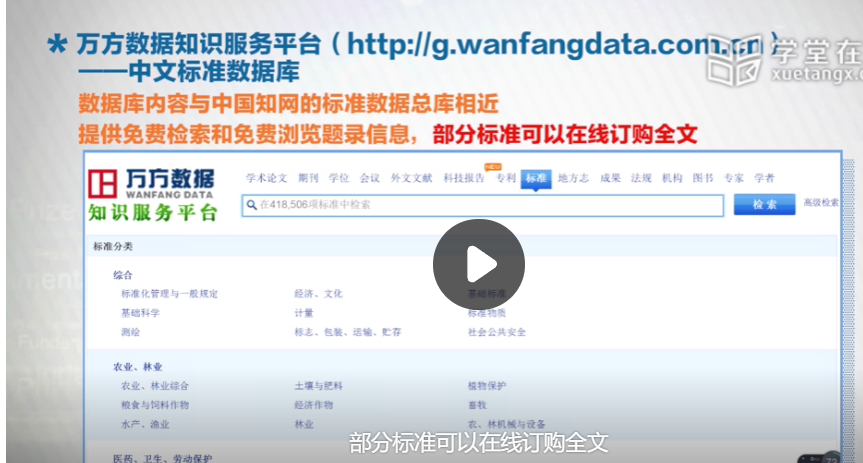 * 万方数据知识服务平台（http://g.wanfangdata.com.cn）
——中文标准数据库
学堂在
xuetangx.
数据库内容与中国知网的标准数据总库相近
提供免费检索和免费浏览题录信息，部分标准可以在线订购全文
万方数据
WANFANG DATA
知识服务平台
学术论文 期刊 学位 会议 外文文献 科技报告 专利 标准 地方志 成果 法规 机构 图书 专家 学者
在418,506项标准中检索
检索
高级检索
标准分类
综合
标准化管理与一般规定 经济、文化 基础标准
基础科学 计量 标准物质
测绘 标志、包装、运输、贮存 社会公共安全
农业、林业
农业、林业综合 土壤与肥料 植物保护
粮食与饲料作物 经济作物 畜牧
水产、渔业 林业 农、林机械与设备
医药、卫生、劳动保护
部分标准可以在线订购全文